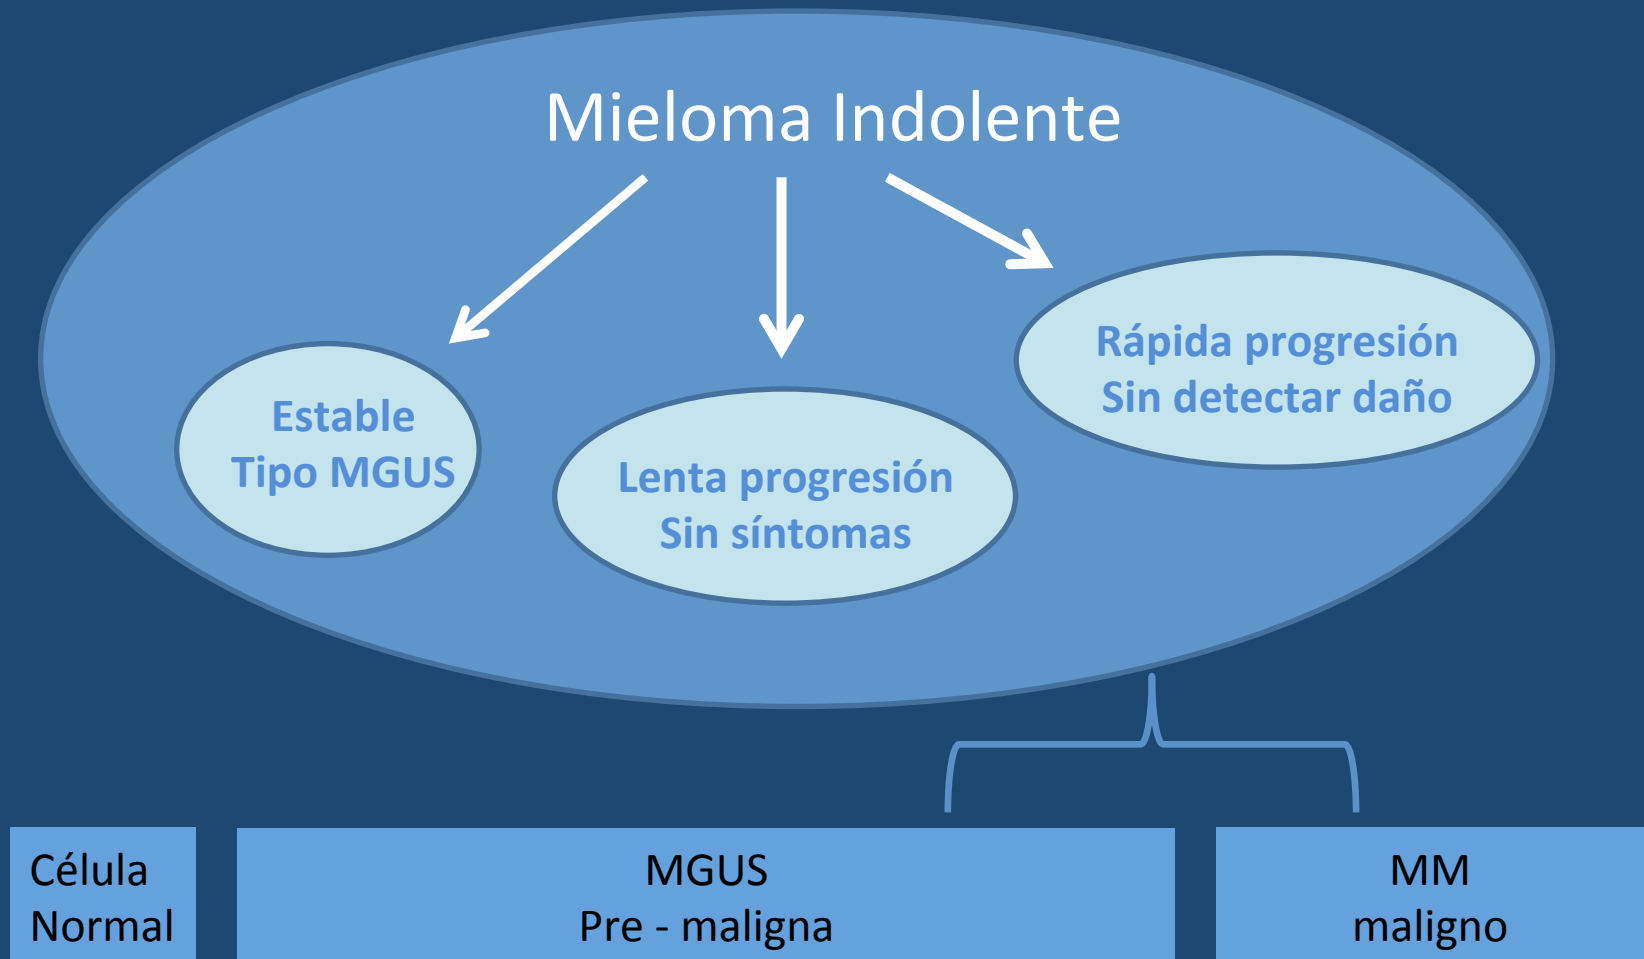 Mieloma Indolente
Estable
Tipo MGUS
Lenta progresión
Sin síntomas
Rápida progresión
Sin detectar daño
Célula
Normal
MGUS
Pre - maligna
MM
maligno